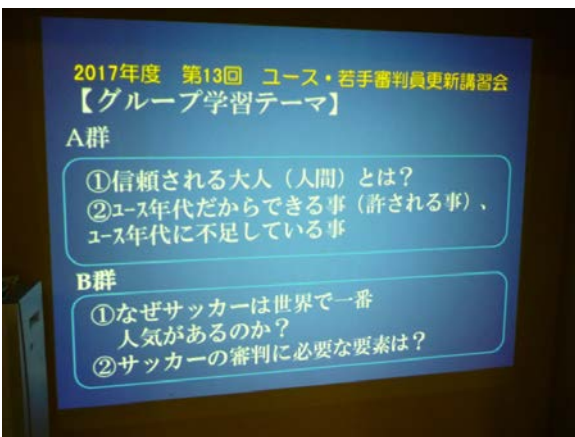 2017年度　第13回　ユース・若手審判員更新講習会
【グループ学習テーマ】
A群
①信頼される大人（人間）とは？
②ユース年代だからできる事（許される事）、
ユース年代に不足している事
B群
①なぜサッカーは世界で一番
人気があるのか？
②サッカーの審判に必要な要素は？